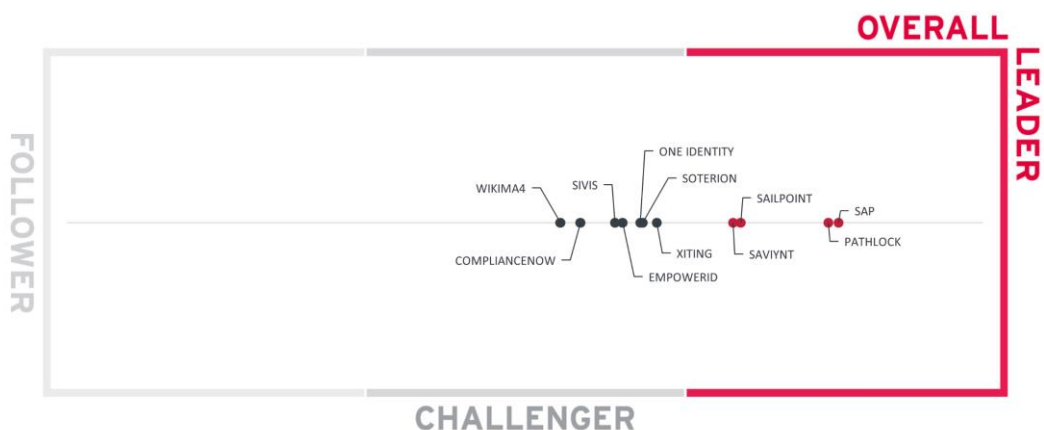 OVERALL
LEADER
FOLLOWER
ONE IDENTITY
WIKIMA4
SIVIS
SOTERION
SAILPOINT
SAP
COMPLIANCENOW
XITING
SAVIYNT
PATHLOCK
EMPOWERID
CHALLENGER